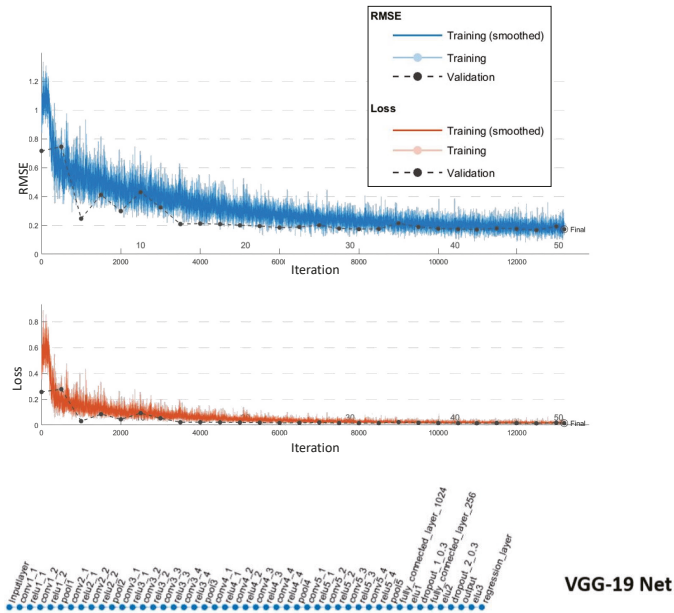 RMSE
Training (smoothed)
Training
Validation
Loss
Training (smoothed)
Training
Validation
RMSE
1.2
1
0.8
0.6
0.4
0.2
0
10
20
30
40
50
Final
0
2000
4000
6000
8000
10000
12000
Iteration
Loss
0.8
0.6
0.4
0.2
0
30
40
50
Final
0
2000
4000
6000
8000
10000
12000
Iteration
Inputlayer
conv1_1
relu1_1
conv1_2
relu1_2
pool1
conv2_1
relu2_1
conv2_2
relu2_2
pool2
conv3_1
relu3_1
conv3_2
relu3_2
conv3_3
relu3_3
conv3_4
relu3_4
pool3
conv4_1
relu4_1
conv4_2
relu4_2
conv4_3
relu4_3
conv4_4
relu4_4
pool4
conv5_1
relu5_1
conv5_2
relu5_2
conv5_3
relu5_3
conv5_4
relu5_4
pool5
fully_connected_layer_1024
elu1
dropout_1_0.3
fully_connected_layer_256
elu2
dropout_2_0.3
output
elu3
regression_layer
VGG-19 Net